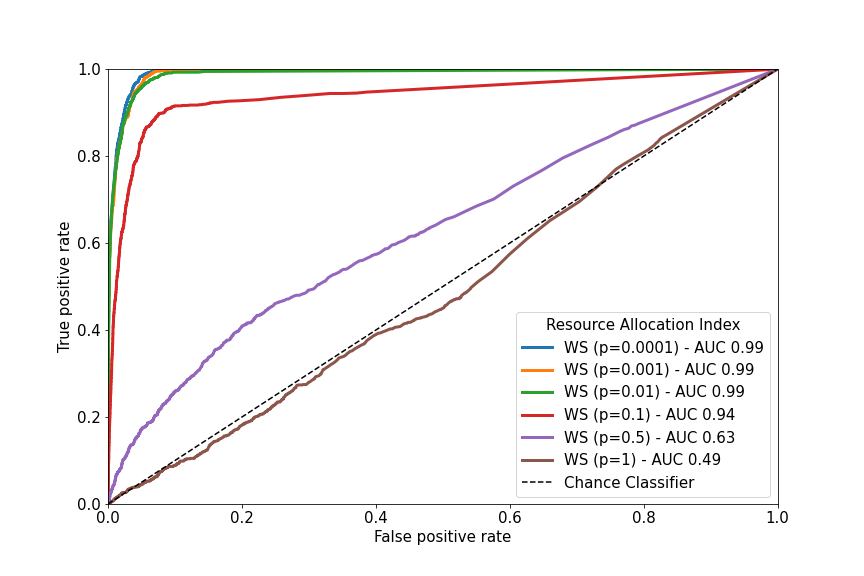 1.0
0.8
0.6
0.4
0.2
0.0
True positive rate
0.0 0.2 0.4 0.6 0.8 1.0
False positive rate
Resource Allocation Index
WS (p=0.0001) - AUC 0.99
WS (p=0.001) - AUC 0.99
WS (p=0.01) - AUC 0.99
WS (p=0.1) - AUC 0.94
WS (p=0.5) - AUC 0.63
WS (p=1) - AUC 0.49
Chance Classifier